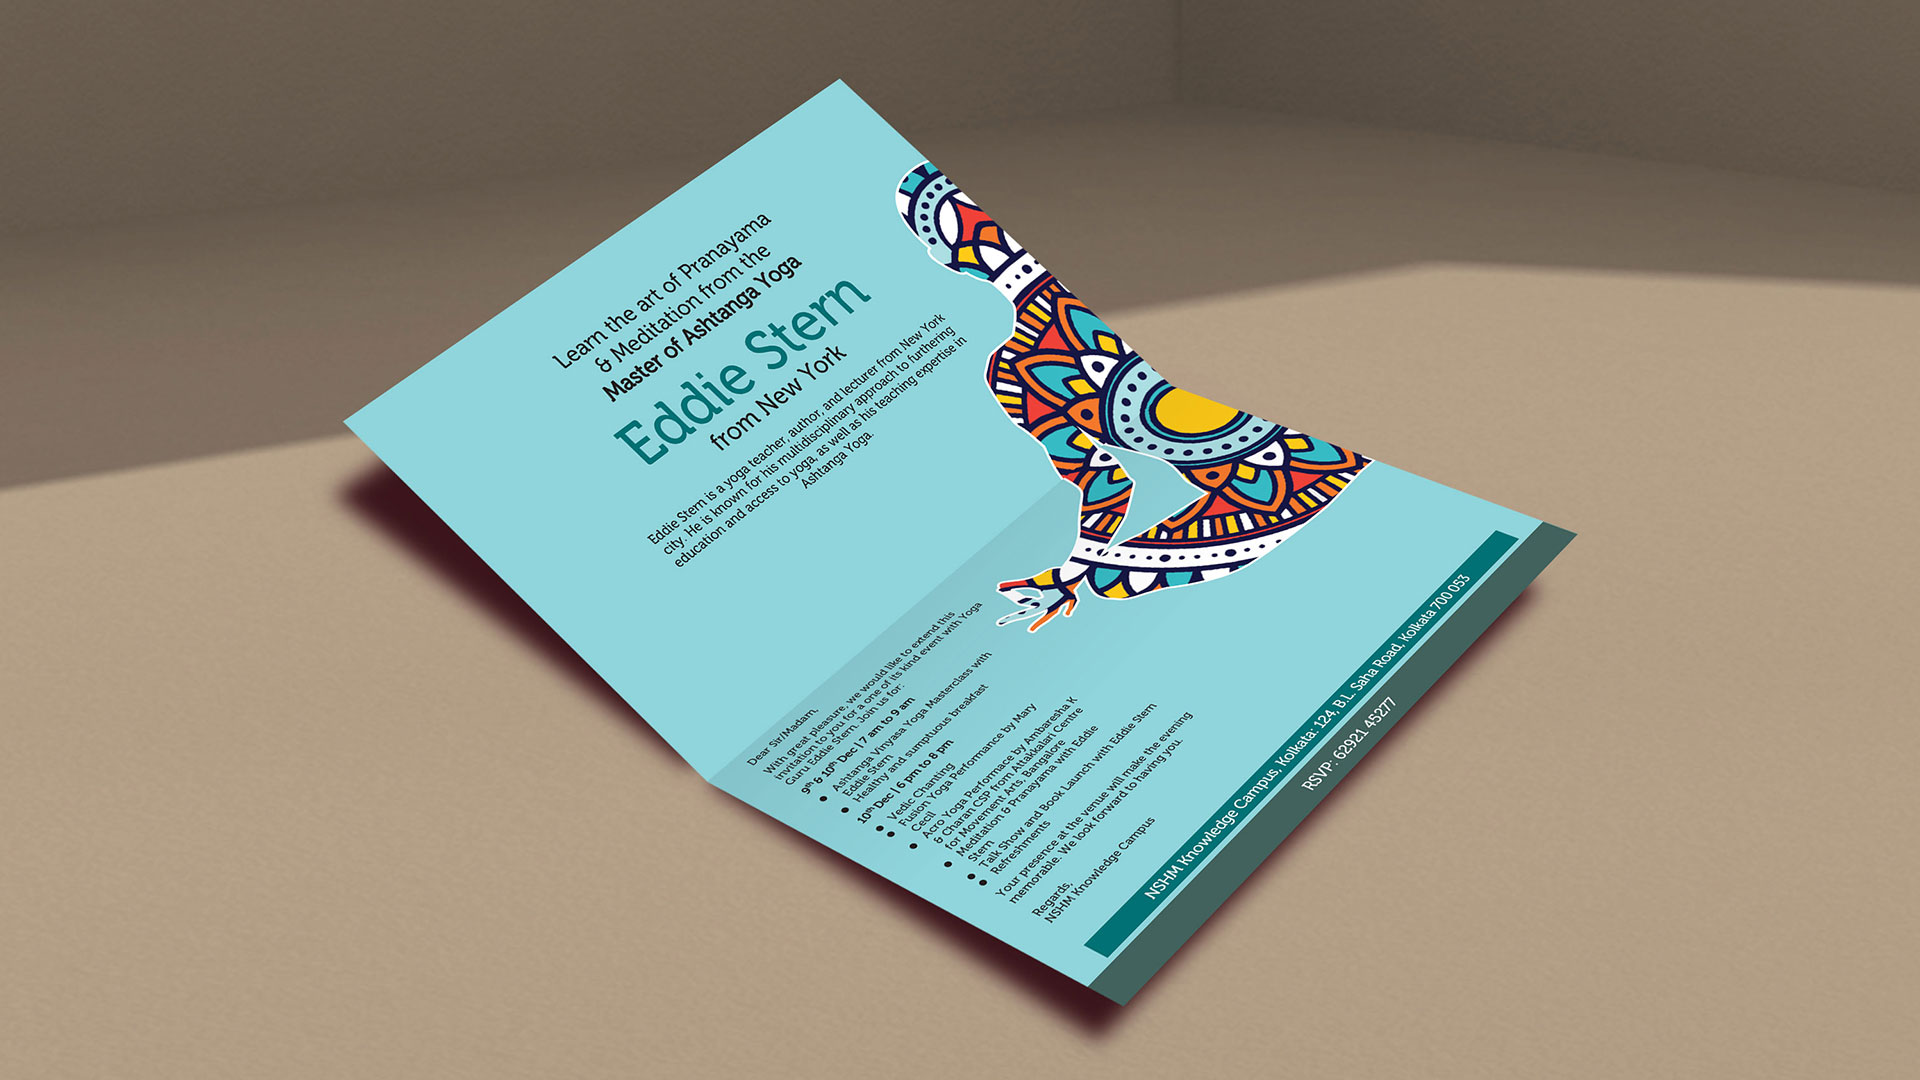 Learn the art of Pranayama
& Meditation from the
Master of Ashtanga Yoga
Eddie Stern
from New York
Eddie Stern is a yoga teacher, author, and lecturer from New York
city. He is known for his multidisciplinary approach to furthering
education and access to yoga, as well as his teaching expertise in
Ashtanga Yoga.
Dear Sir/Madam,
With great pleasure, we would like to extend this
invitation to you for a one of its kind event with Yoga
Guru Eddie Stern. Join us for:
9th & 10th Dec | 7 am to 9 am
● Ashtanga Vinyasa Yoga Masterclass with
Eddie Stern
● Healthy and sumptuous breakfast
10th Dec | 6 pm to 8 pm
● Vedic Chanting
● Fusion Yoga Performance by Mary
Cecil
● Acro Yoga Performace by Ambaresha K
& Charan CSP from Attakkalari Centre
for Movement Arts, Bangalore
● Meditation & Pranayama with Eddie
Stern
● Talk Show and Book Launch with Eddie Stern
● Refreshments
Your presence at the venue will make the evening
memorable. We look forward to having you.
Regards,
NSHM Knowledge Campus
NSHM Knowledge Campus, Kolkata: 124, B.L. Saha Road, Kolkata 700 053
RSVP: 62921 45277